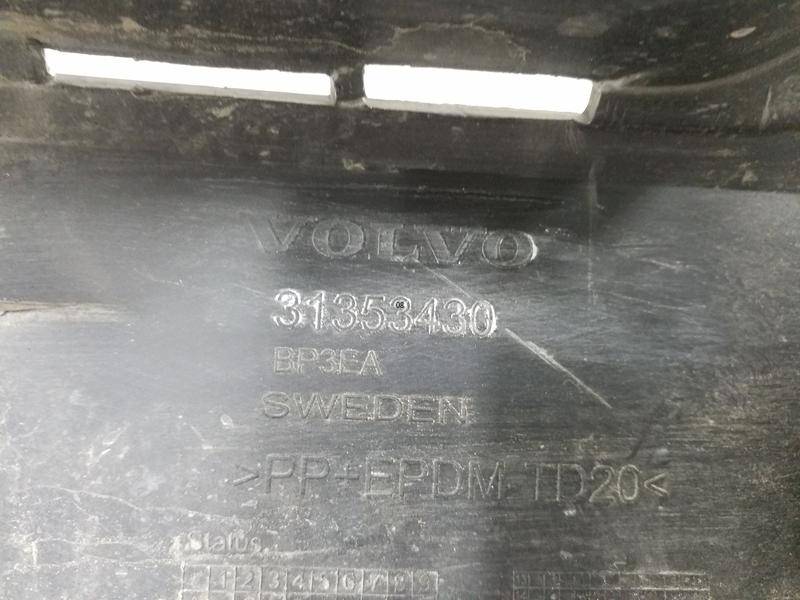 VOLVO
31353430
BP3EA
SWEDEN
>PP+EPDM-TD20<
Status
1 2 3 4 5 6 7 8 9